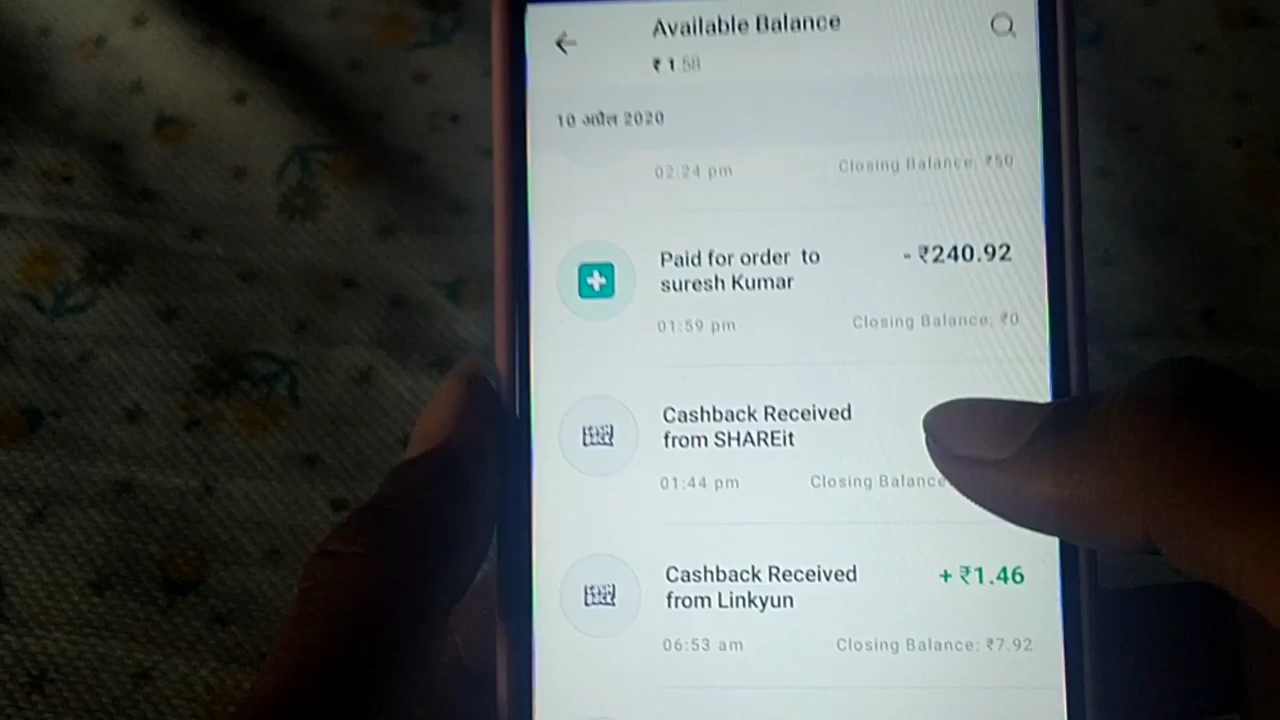 Available Balance
₹ 1.58
10 अप्रैल 2020
02:24 pm
Closing Balance: ₹50
Paid for order to
suresh Kumar
- ₹240.92
01:59 pm
Closing Balance: ₹0
Cashback Received
from SHAREit
01:44 pm
Closing Balance
Cashback Received
from Linkyun
+ ₹1.46
06:53 am
Closing Balance: ₹7.92